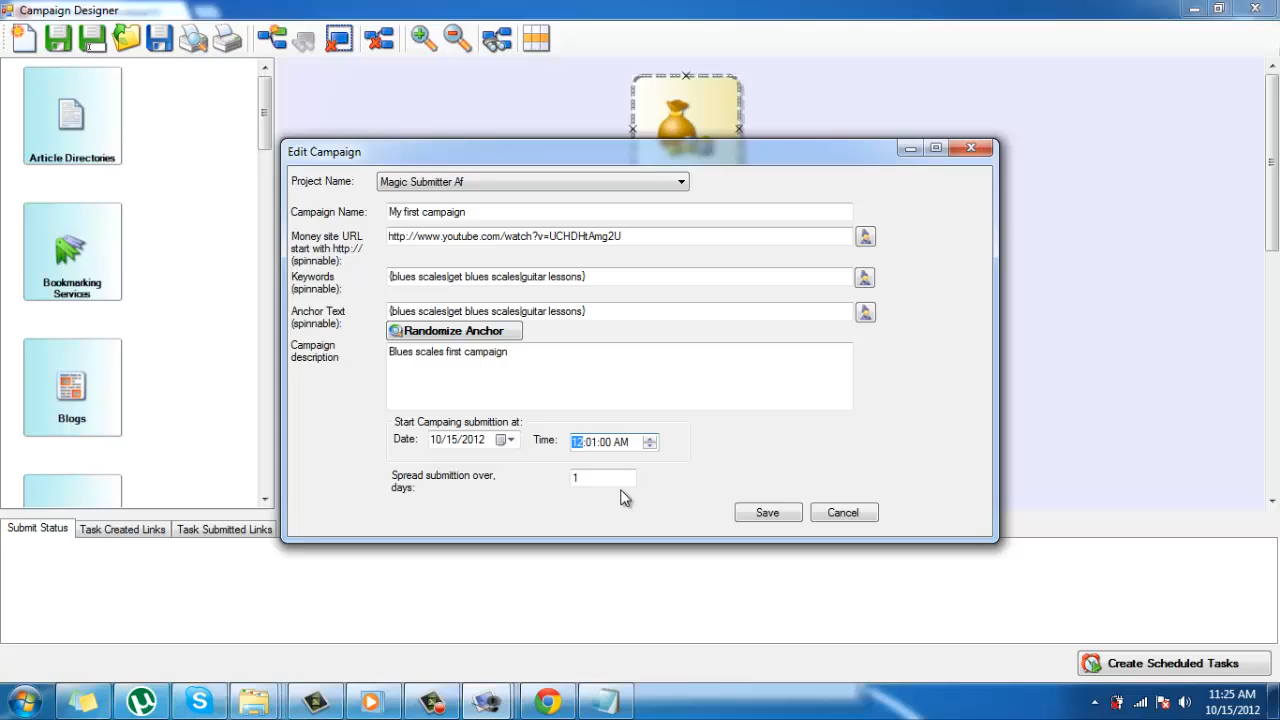 Campaign Designer
Article Directories
Bookmarking
Services
Blogs
Edit Campaign
Project Name:
Magic Submitter Af
Campaign Name:
My first campaign
Money site URL
start with http://
(spinnable):
http://www.youtube.com/watch?v=UCHDHtAmg2U
Keywords
(spinnable):
{blues scales|get blues scales|guitar lessons}
Anchor Text
(spinnable):
{blues scales|get blues scales|guitar lessons}
Randomize Anchor
Campaign
description
Blues scales first campaign
Start Campaing submittion at:
Date:
10/15/2012
Time:
12:01:00 AM
Spread submittion over,
days:
1
Save
Cancel
Submit Status
Task Created Links
Task Submitted Links
Create Scheduled Tasks
11:25 AM
10/15/2012